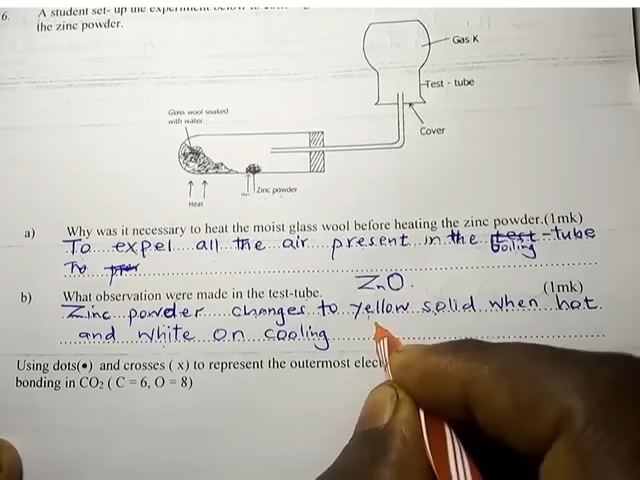 6.
A student set- up the experiment below to
the zinc powder.
Gas K
Test - tube
Cover
Glass wool soaked
with water
Zinc powder
Heat
a) Why was it necessary to heat the moist glass wool before heating the zinc powder.(1mk)
To expel all the air present in the test-tube
To boiling
ZnO.
b) What observation were made in the test-tube. (1mk)
Zinc powder changes to yellow solid when hot.
and white on cooling
Using dots(•) and crosses ( x) to represent the outermost
bonding in CO₂ ( C = 6, O = 8)